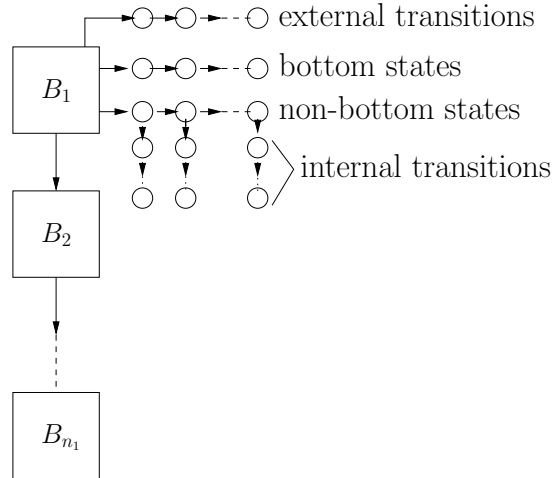 external transitions
B₁
bottom states
non-bottom states
internal transitions
B₂
Bₙ₁